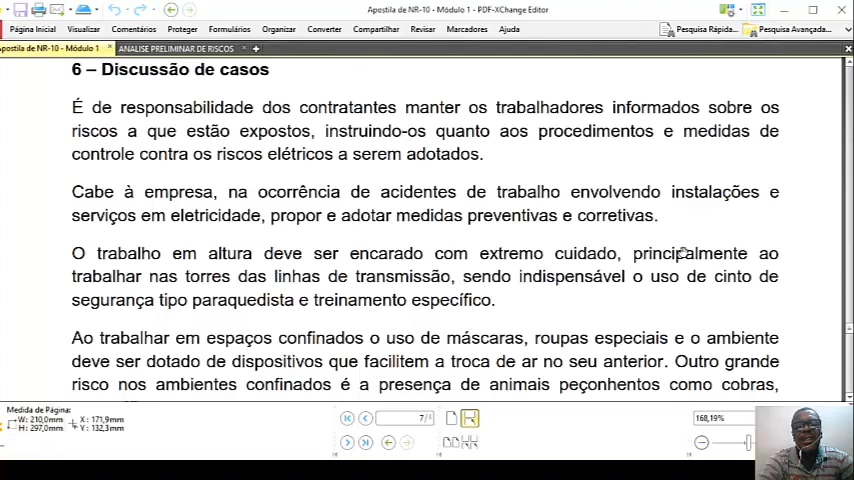 Apostila de NR-10 - Módulo 1 - PDF-XChange Editor
Página Inicial Visualizar Comentários Proteger Formulários Organizar Converter Compartilhar Revisar Marcadores Ajuda Pesquisa Rápida... Pesquisa Avançada...
Apostila de NR-10 - Módulo 1 × ANALISE PRELIMINAR DE RISCOS × +
6 – Discussão de casos
É de responsabilidade dos contratantes manter os trabalhadores informados sobre os
riscos a que estão expostos, instruindo-os quanto aos procedimentos e medidas de
controle contra os riscos elétricos a serem adotados.
Cabe à empresa, na ocorrência de acidentes de trabalho envolvendo instalações e
serviços em eletricidade, propor e adotar medidas preventivas e corretivas.
O trabalho em altura deve ser encarado com extremo cuidado, principalmente ao
trabalhar nas torres das linhas de transmissão, sendo indispensável o uso de cinto de
segurança tipo paraquedista e treinamento específico.
Ao trabalhar em espaços confinados o uso de máscaras, roupas especiais e o ambiente
deve ser dotado de dispositivos que facilitem a troca de ar no seu anterior. Outro grande
risco nos ambientes confinados é a presença de animais peçonhentos como cobras,
Medida de Página:
W: 210,0mm X: 171,9mm
H: 297,0mm Y: 132,3mm
7/
168,19%